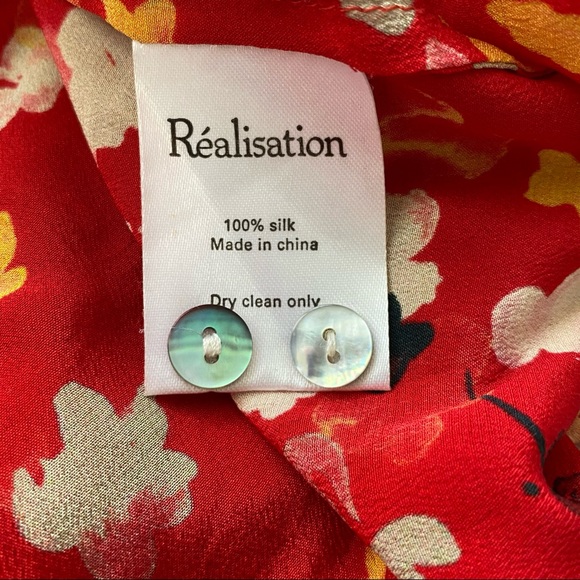 Réalisation
100% silk
Made in china
Dry clean only